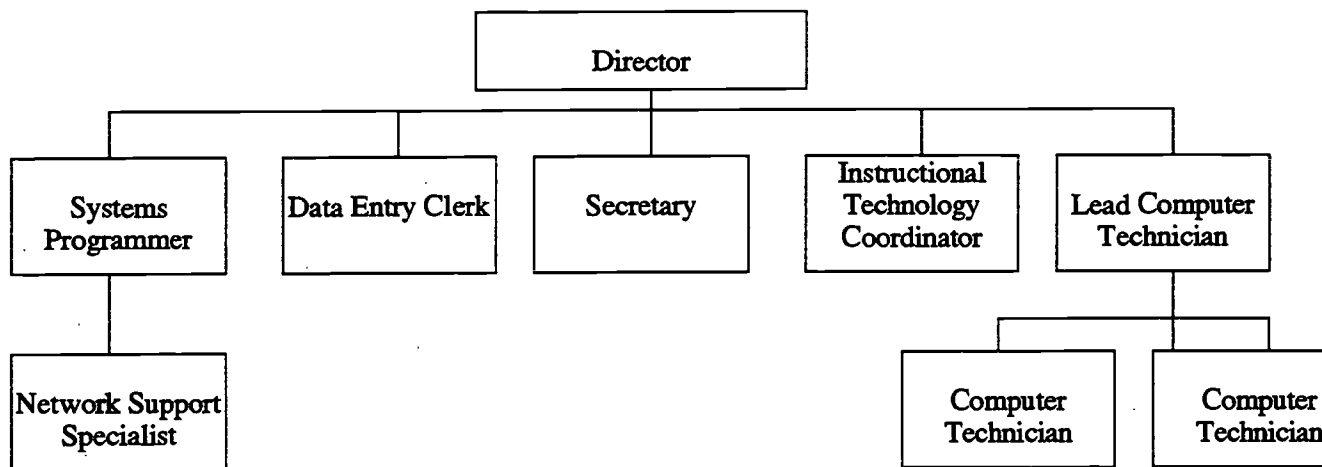 Director
Systems
Programmer
Data Entry Clerk
Secretary
Instructional
Technology
Coordinator
Lead Computer
Technician
Network Support
Specialist
Computer
Technician
Computer
Technician